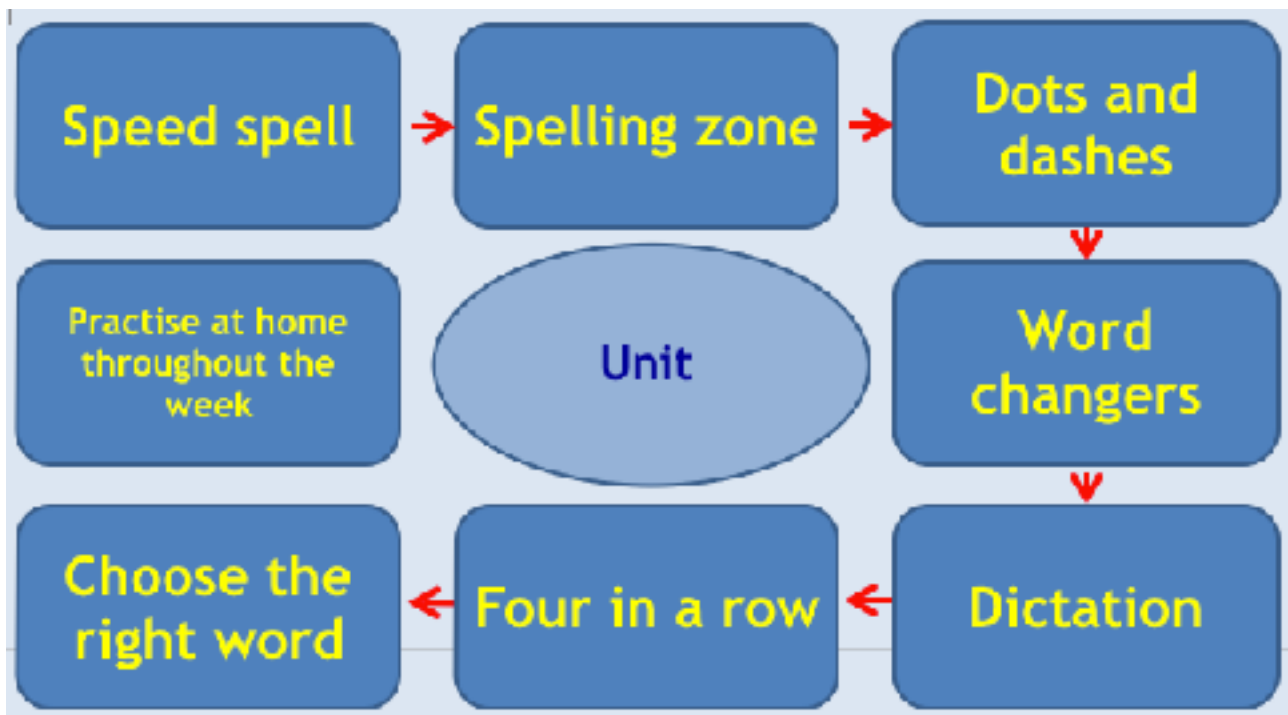 Speed spell
Spelling zone
Dots and
dashes
Practise at home
throughout the
week
Unit
Word
changers
Choose the
right word
Four in a row
Dictation